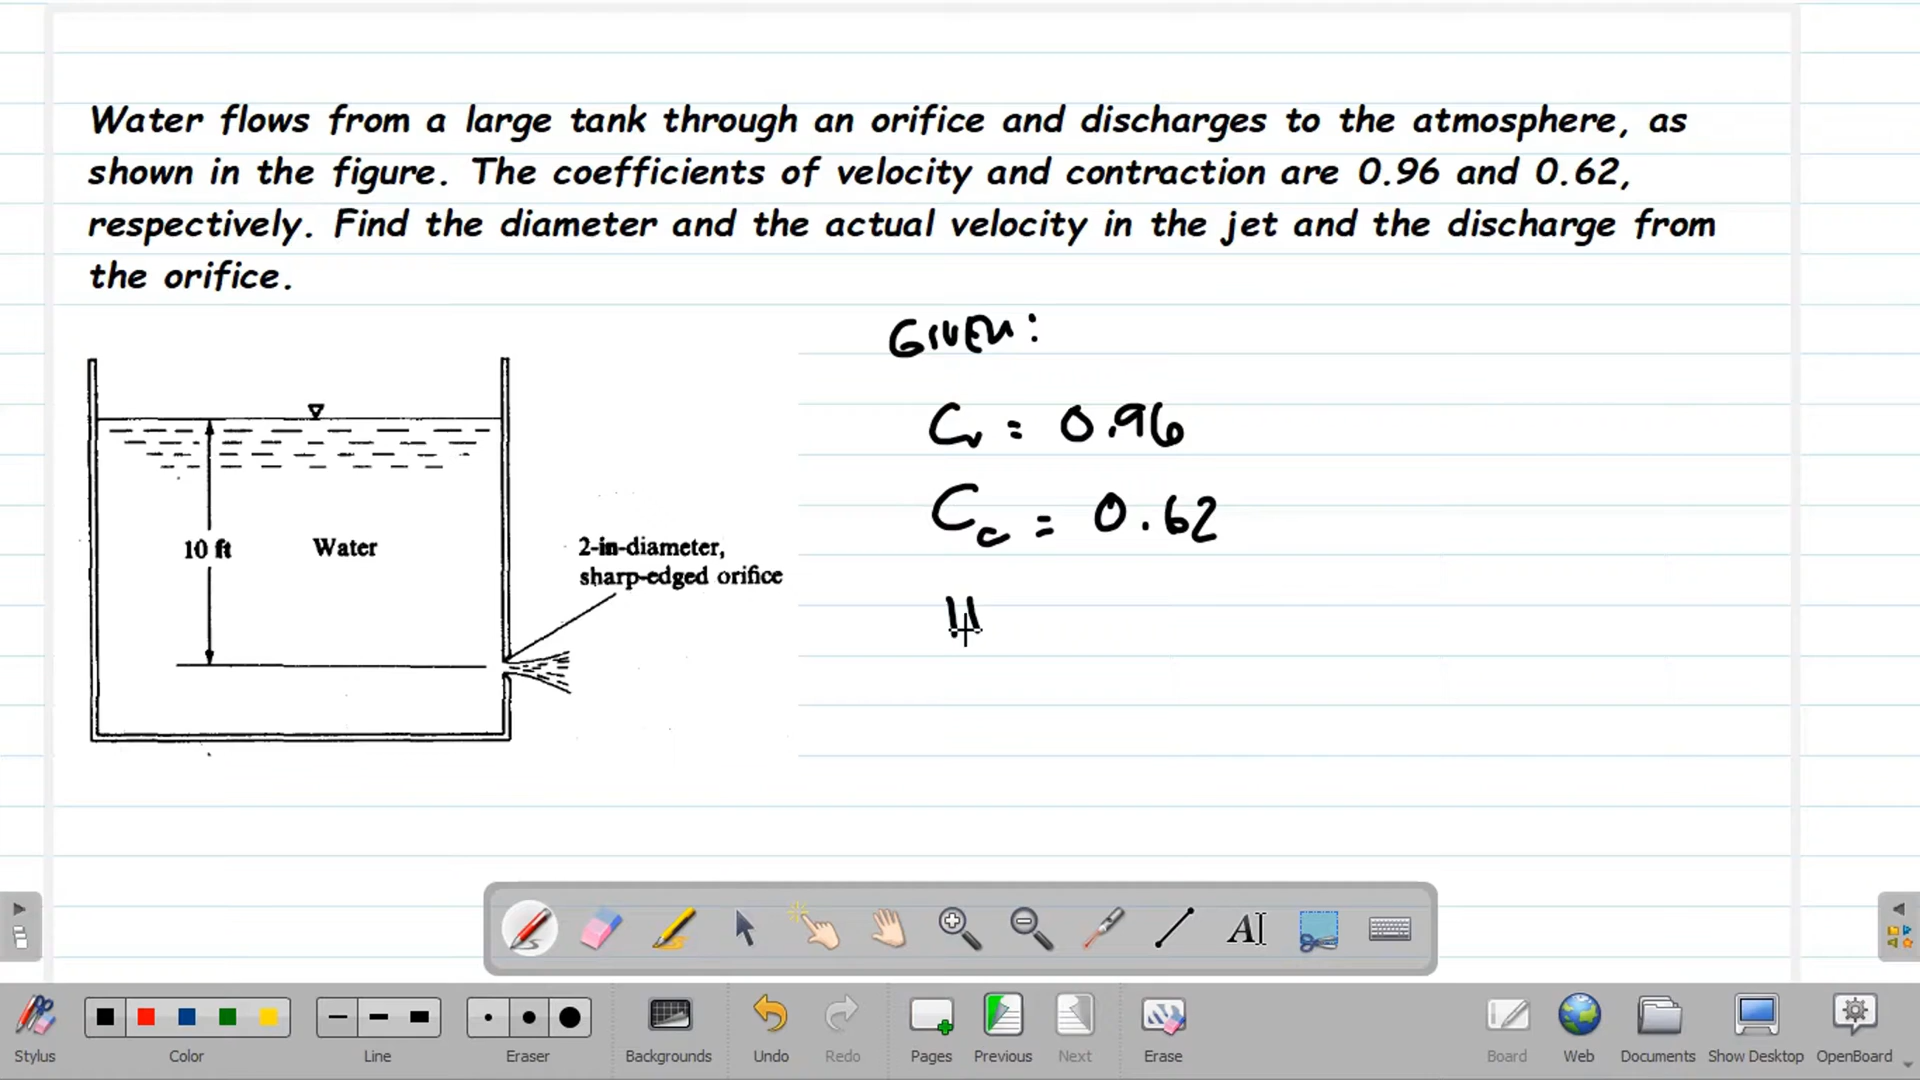 Water flows from a large tank through an orifice and discharges to the atmosphere, as
shown in the figure. The coefficients of velocity and contraction are 0.96 and 0.62,
respectively. Find the diameter and the actual velocity in the jet and the discharge from
the orifice.
GIVEN:
Cv = 0.96
Cc = 0.62
H
10 ft
Water
2-in-diameter,
sharp-edged orifice
A
Stylus
Color
Line
Eraser
Backgrounds
Undo
Redo
Pages
Previous
Next
Erase
Board
Web
Documents
Show Desktop
OpenBoard